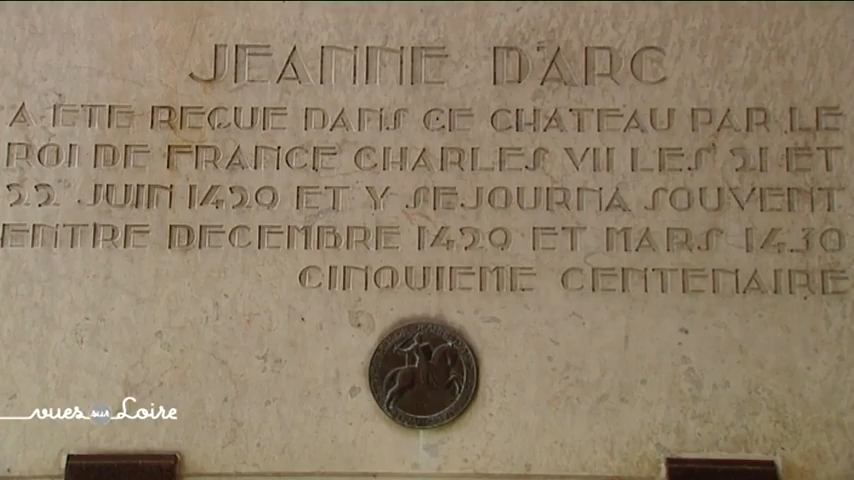 JEANNE D'ARC
A ETE REÇUE DANS CE CHATEAU PAR LE
ROI DE FRANCE CHARLES VII LES 21 ET
22 JUIN 1429 ET Y SEJOURNA SOUVENT
ENTRE DECEMBRE 1429 ET MARS 1430
CINQUIEME CENTENAIRE
vues sur Loire